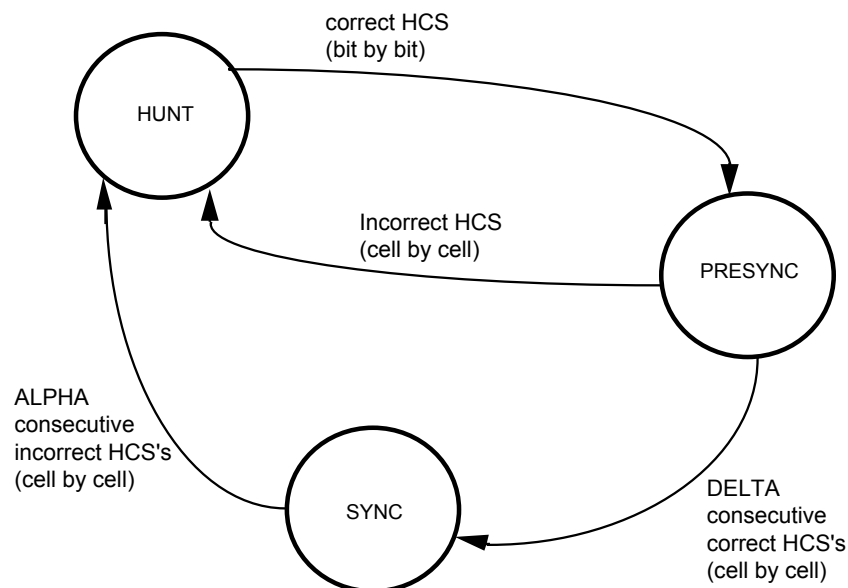 correct HCS
(bit by bit)
HUNT
Incorrect HCS
(cell by cell)
PRESYNC
ALPHA
consecutive
incorrect HCS's
(cell by cell)
SYNC
DELTA
consecutive
correct HCS's
(cell by cell)